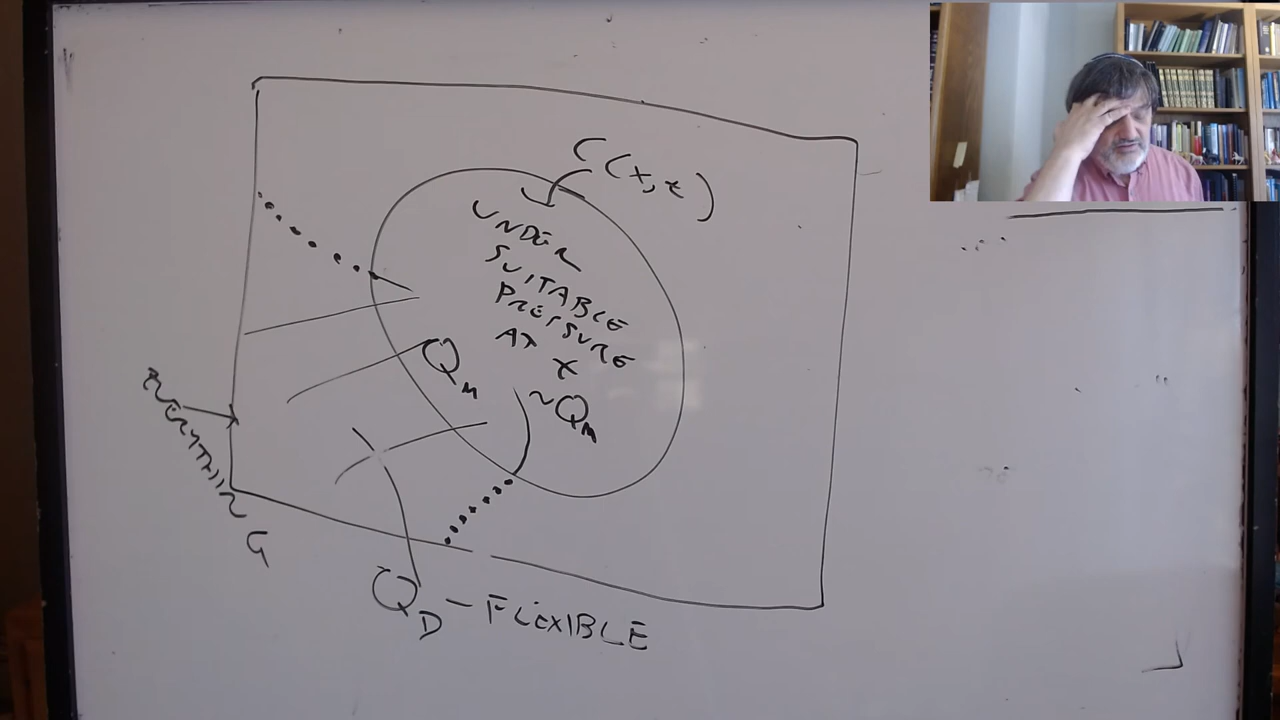 C(x,t)
UNDER
SUITABLE
PRESSURE
AT X
~QM
QM
EVERYTHING
QD - FLEXIBLE